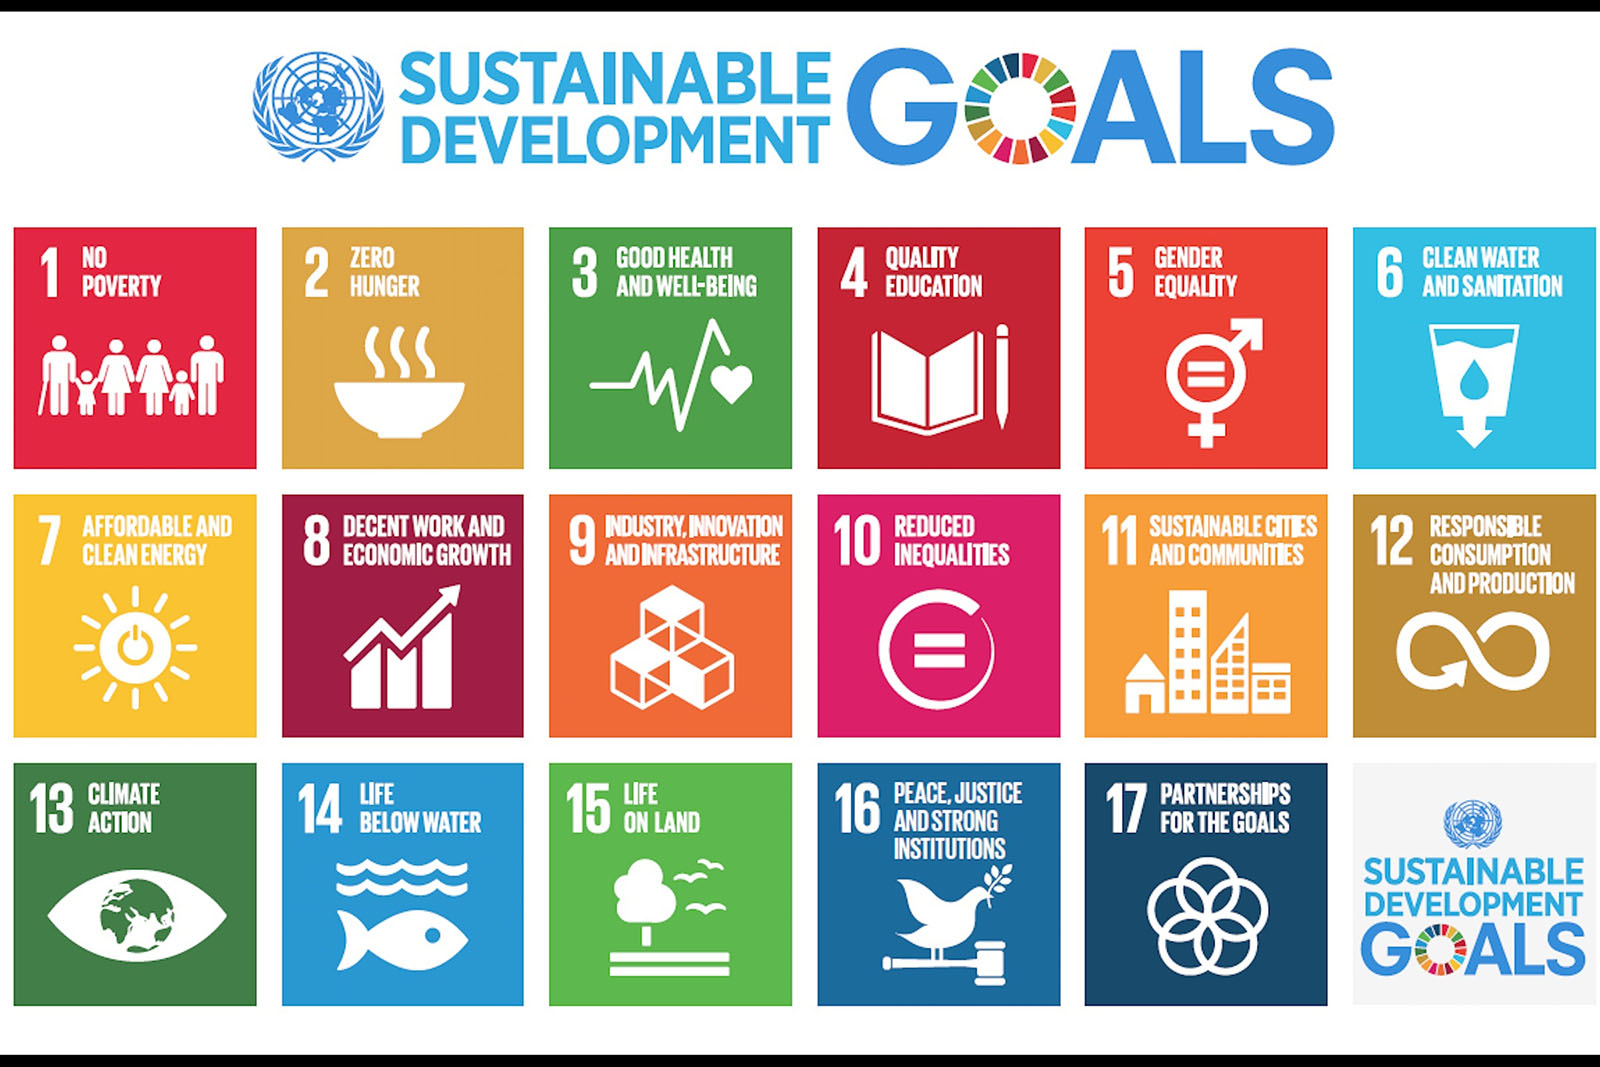 SUSTAINABLE
DEVELOPMENT
GOALS
1 NO
POVERTY
2 ZERO
HUNGER
3 GOOD HEALTH
AND WELL-BEING
4 QUALITY
EDUCATION
5 GENDER
EQUALITY
6 CLEAN WATER
AND SANITATION
7 AFFORDABLE AND
CLEAN ENERGY
8 DECENT WORK AND
ECONOMIC GROWTH
9 INDUSTRY, INNOVATION
AND INFRASTRUCTURE
10 REDUCED
INEQUALITIES
11 SUSTAINABLE CITIES
AND COMMUNITIES
12 RESPONSIBLE
CONSUMPTION
AND PRODUCTION
13 CLIMATE
ACTION
14 LIFE
BELOW WATER
15 LIFE
ON LAND
16 PEACE, JUSTICE
AND STRONG
INSTITUTIONS
17 PARTNERSHIPS
FOR THE GOALS
SUSTAINABLE
DEVELOPMENT
GOALS